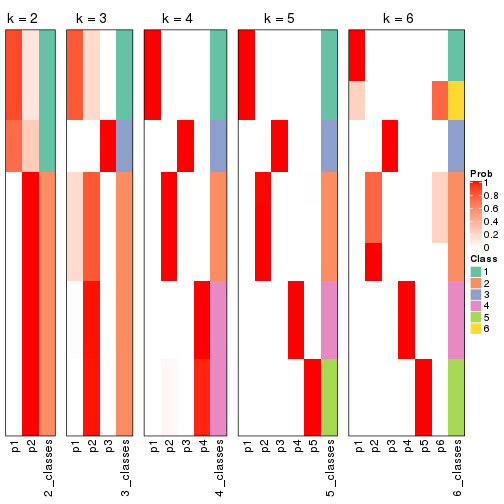 k = 2
k = 3
k = 4
k = 5
k = 6
p1
p2
2_classes
p1
p2
p3
3_classes
p1
p2
p3
p4
4_classes
p1
p2
p3
p4
p5
5_classes
p1
p2
p3
p4
p5
p6
6_classes
Prob
1
0.8
0.6
0.4
0.2
0
Class
1
2
3
4
5
6